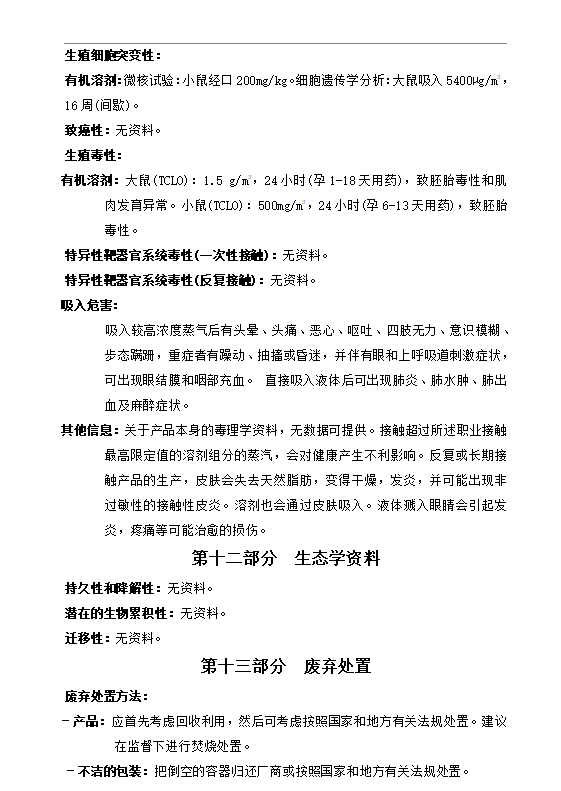 生殖细胞突变性：
有机溶剂：微核试验：小鼠经口200mg/kg。细胞遗传学分析：大鼠吸入5400μg/m³，
16周(间歇)。
致癌性：无资料。
生殖毒性：
有机溶剂：大鼠(TCLO)：1.5 g/m³，24小时(孕1-18天用药)，致胚胎毒性和肌
肉发育异常。小鼠(TCLO)：500mg/m³，24小时(孕6-13天用药)，致胚胎
毒性。
特异性靶器官系统毒性(一次性接触)：无资料。
特异性靶器官系统毒性(反复接触)：无资料。
吸入危害：
吸入较高浓度蒸气后有头晕、头痛、恶心、呕吐、四肢无力、意识模糊、
步态蹒跚，重症者有躁动、抽搐或昏迷，并伴有眼和上呼吸道刺激症状，
可出现眼结膜和咽部充血。 直接吸入液体后可出现肺炎、肺水肿、肺出
血及麻醉症状。
其他信息：关于产品本身的毒理学资料，无数据可提供。接触超过所述职业接触
最高限定值的溶剂组分的蒸汽，会对健康产生不利影响。反复或长期接
触产品的生产，皮肤会失去天然脂肪，变得干燥，发炎，并可能出现非
过敏性的接触性皮炎。溶剂也会通过皮肤吸入。液体溅入眼睛会引起发
炎，疼痛等可能治愈的损伤。
第十二部分 生态学资料
持久性和降解性：无资料。
潜在的生物累积性：无资料。
迁移性：无资料。
第十三部分 废弃处置
废弃处置方法：
－产品：应首先考虑回收利用，然后可考虑按照国家和地方有关法规处置。建议
在监督下进行焚烧处置。
－不洁的包装：把倒空的容器归还厂商或按照国家和地方有关法规处置。